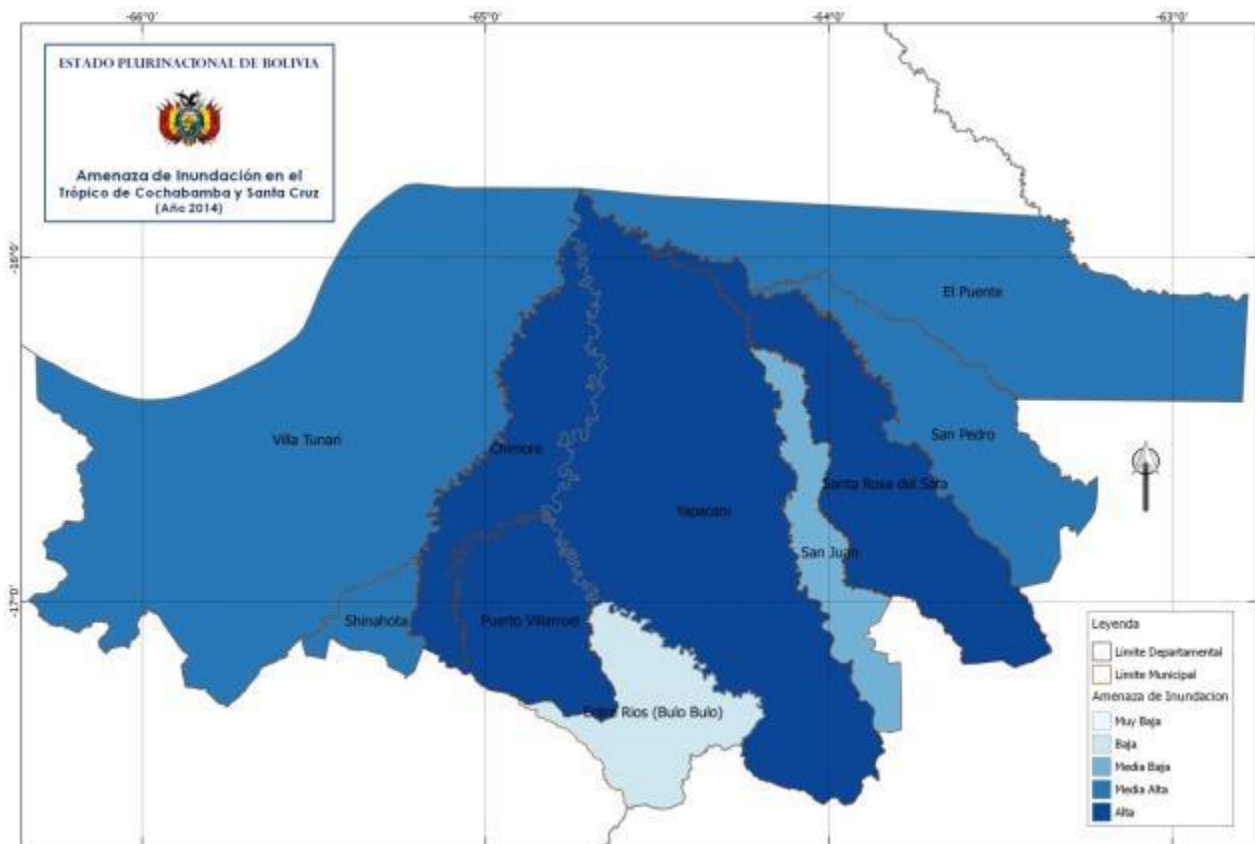 -66°0'
-65°0'
-64°0'
-63°0'
ESTADO PLURINACIONAL DE BOLIVIA
Amenaza de Inundación en el
Trópico de Cochabamba y Santa Cruz
(Año 2014)
-16°0'
El Puente
Villa Tunari
San Pedro
Chimore
Santa Rosa del Sara
Yapacani
San Juan
-17°0'
Shinahota
Puerto Villarroel
Entre Rios (Bulo Bulo)
Leyenda
Límite Departamental
Límite Municipal
Amenaza de Inundacion
Muy Baja
Baja
Media Baja
Media Alta
Alta